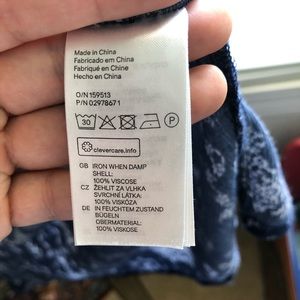 Made in China
Fabricado em China
Fabriqué en Chine
Hecho en China
O/N 159513
P/N 02978671
30
P
clevercare.info
GB IRON WHEN DAMP
SHELL:
100% VISCOSE
CZ ŽEHLIT ZA VLHKA
SVRCHNÍ LÁTKA:
100% VISKÓZA
DE IN FEUCHTEM ZUSTAND
BÜGELN
OBERMATERIAL:
100% VISKOSE